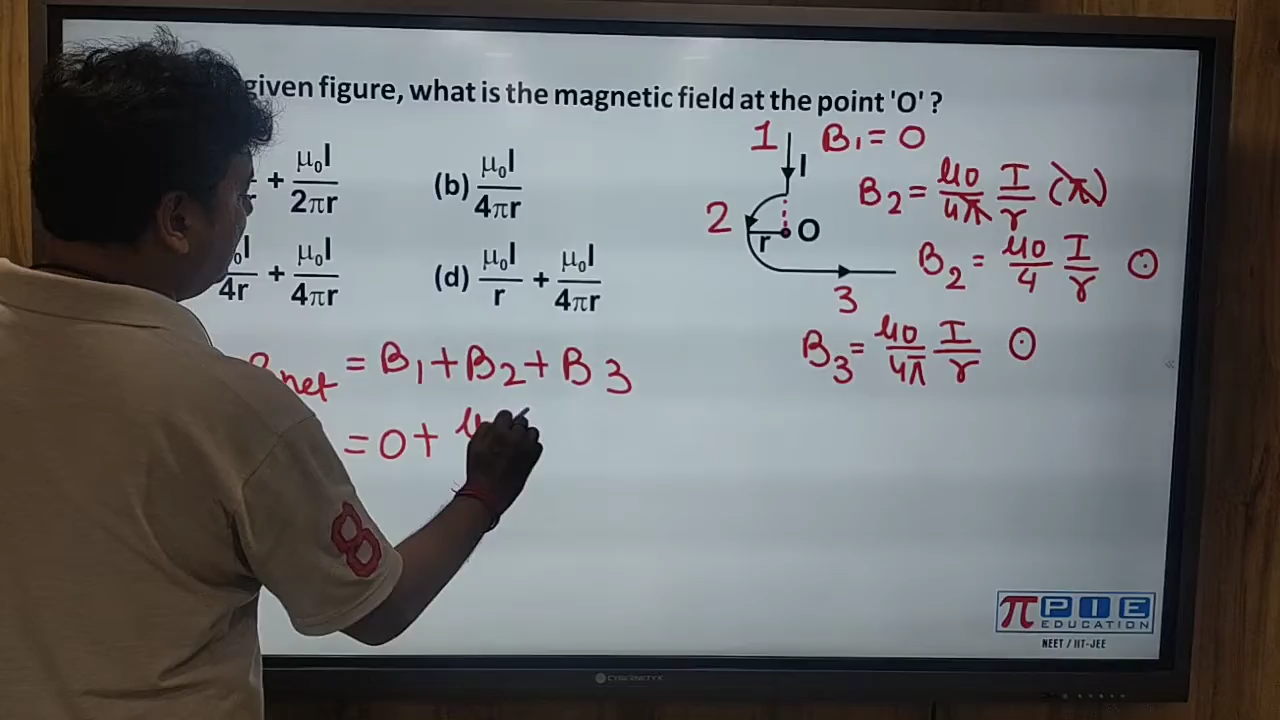 given figure, what is the magnetic field at the point 'O' ?
+ μ₀I/2πr
(b) μ₀I/4πr
I/4r + μ₀I/4πr
(d) μ₀I/r + μ₀I/4πr
1 B₁ = 0
I
B₂ = μ₀/4π I/r (π)
2
r O
B₂ = μ₀/4 I/r ⊙
3
B₃ = μ₀/4π I/r ⊙
net = B₁ + B₂ + B₃
= 0 + μ
8
π PIE
EDUCATION
NEET / IIT-JEE